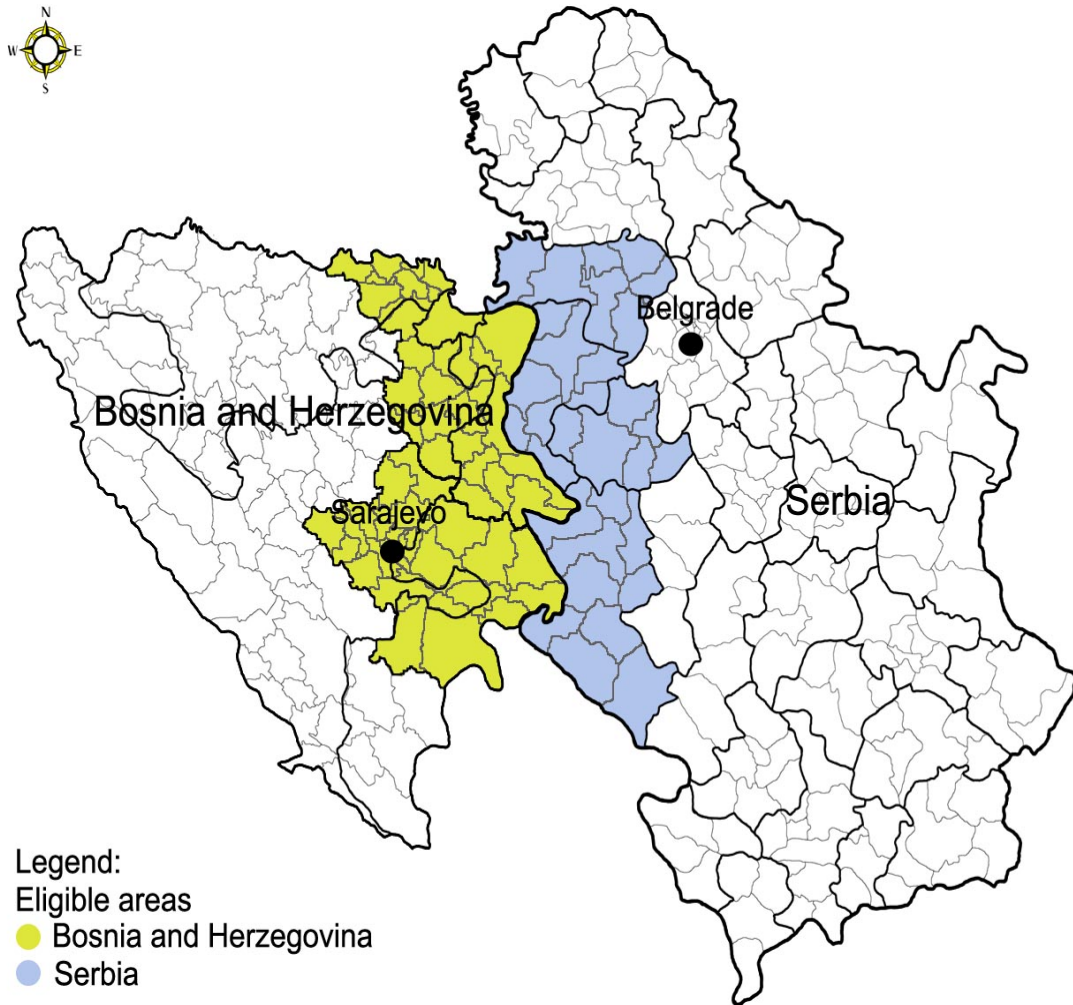 N
W E
S
Belgrade
Bosnia and Herzegovina
Serbia
Sarajevo
Legend:
Eligible areas
Bosnia and Herzegovina
Serbia